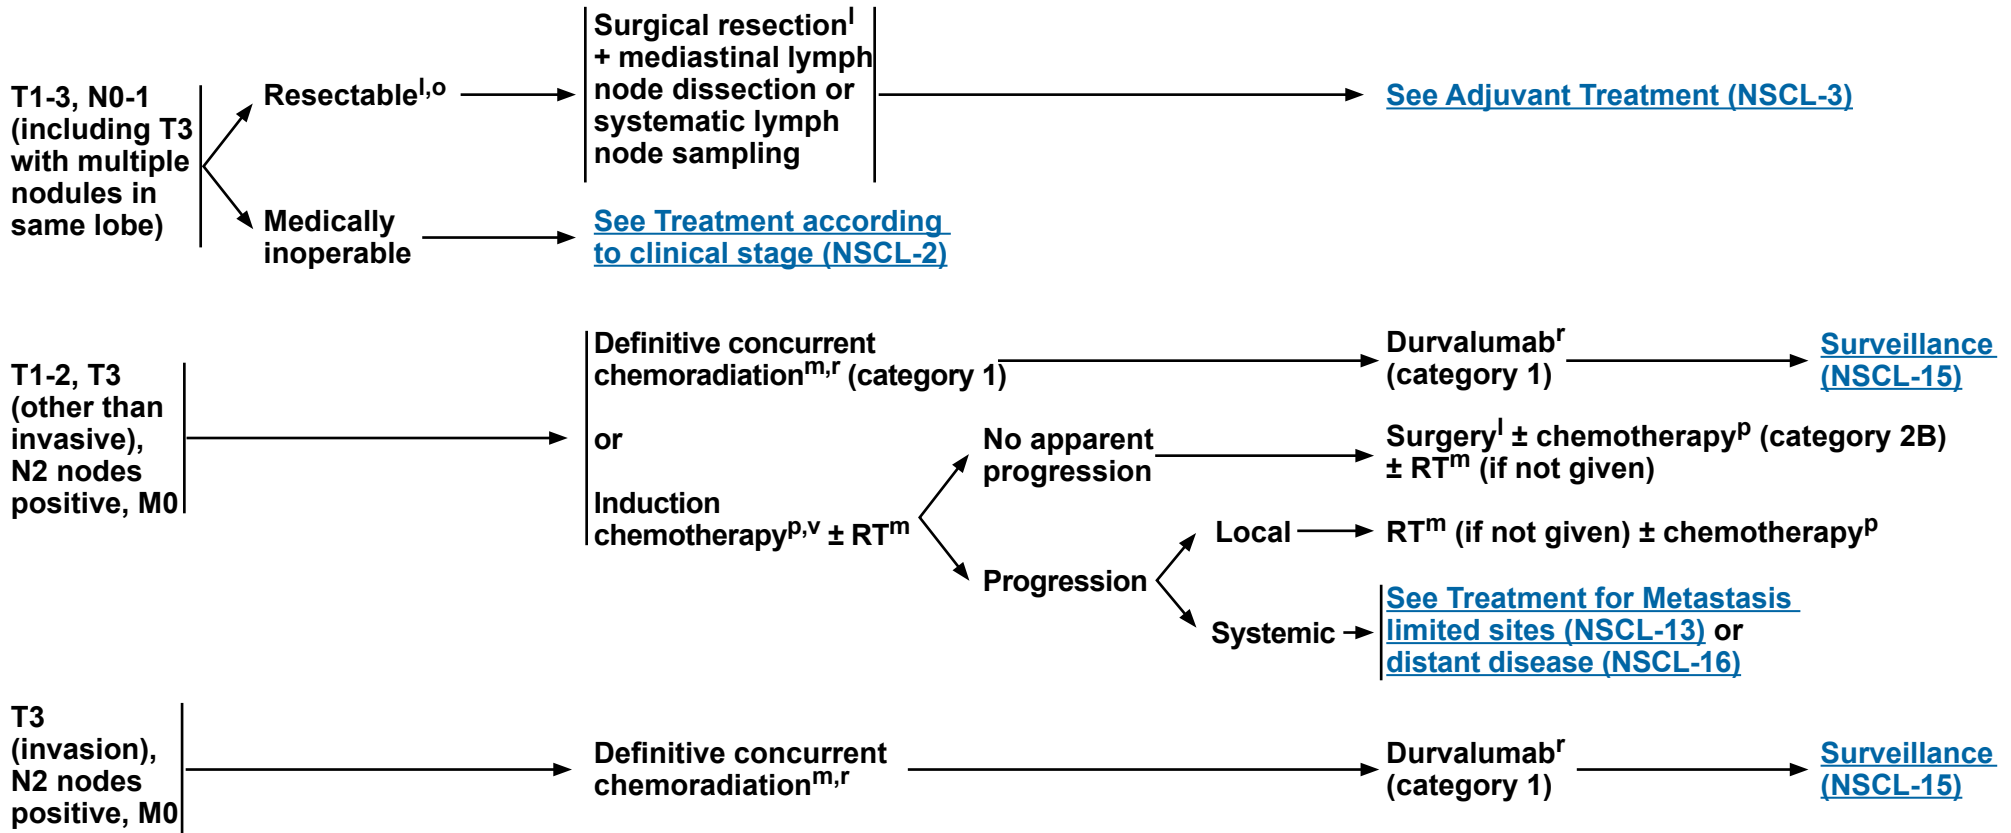 T1-3, N0-1
(including T3
with multiple
nodules in
same lobe)
Resectablel,o
Surgical resectionl
+ mediastinal lymph
node dissection or
systematic lymph
node sampling
See Adjuvant Treatment (NSCL-3)
Medically
inoperable
See Treatment according
to clinical stage (NSCL-2)
T1-2, T3
(other than
invasive),
N2 nodes
positive, M0
Definitive concurrent
chemoradiationm,r (category 1)
Durvalumabr
(category 1)
Surveillance
(NSCL-15)
or
Induction
chemotherapyp,v ± RTm
No apparent
progression
Surgeryl ± chemotherapyp (category 2B)
± RTm (if not given)
Progression
Local
RTm (if not given) ± chemotherapyp
Systemic
See Treatment for Metastasis
limited sites (NSCL-13) or
distant disease (NSCL-16)
T3
(invasion),
N2 nodes
positive, M0
Definitive concurrent
chemoradiationm,r
Durvalumabr
(category 1)
Surveillance
(NSCL-15)